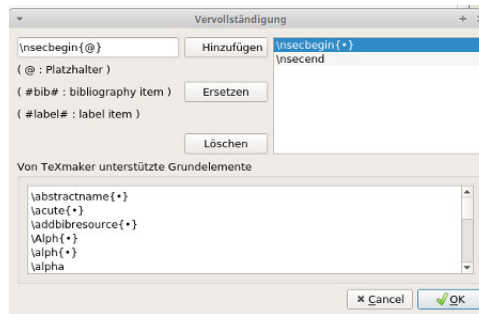 Vervollständigung
\nsecbegin{@}
Hinzufügen
\nsecbegin{•}
\nsecend
( @ : Platzhalter )
( #bib# : bibliography item )
Ersetzen
( #label# : label item )
Löschen
Von TeXmaker unterstützte Grundelemente
\abstractname{•}
\acute{•}
\addbibresource{•}
\Alph{•}
\alph{•}
\alpha
Cancel
OK